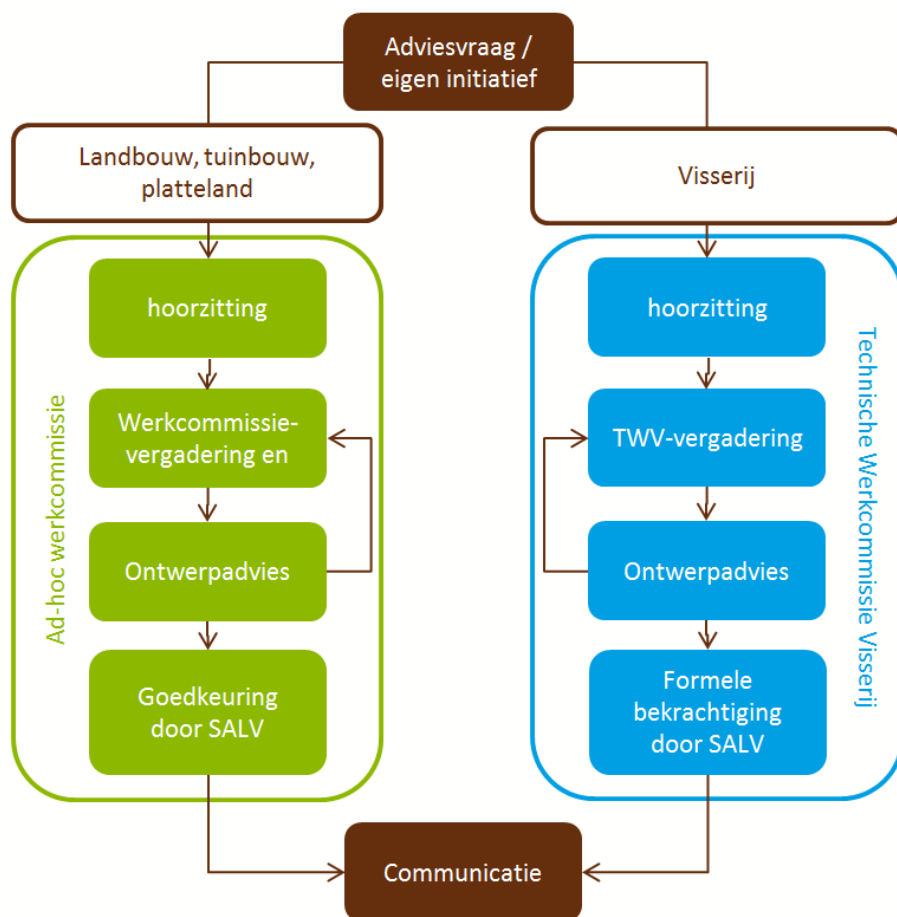 Adviesvraag /
eigen initiatief
Landbouw, tuinbouw,
platteland
Visserij
Ad-hoc werkcommissie
hoorzitting
Werkcommissie-
vergadering en
Ontwerpadvies
Goedkeuring
door SALV
hoorzitting
TWV-vergadering
Ontwerpadvies
Formele
bekrachtiging
door SALV
Technische Werkcommissie Visserij
Communicatie